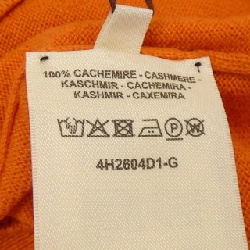 100% CACHEMIRE - CASHMERE -
KASCHMIR - CACHEMIRA -
KASHMIR - CAXEMIRA
4H2604D1-G